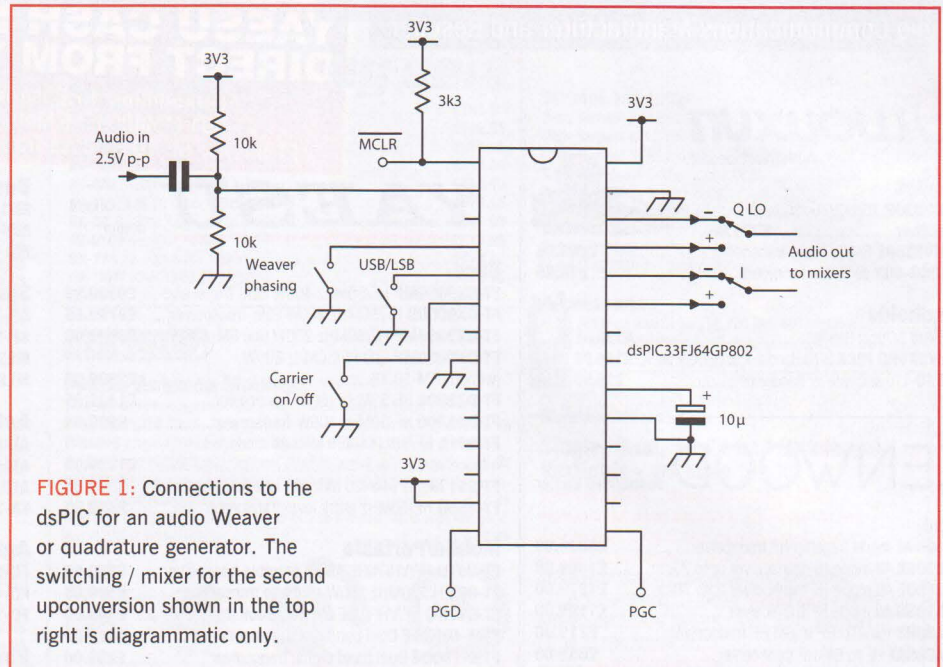 3V3
3V3
3k3
3V3
Audio in
2.5V p-p
10k
MCLR
10k
Q LO
Weaver
phasing
USB/LSB
Audio out
to mixers
Carrier
on/off
dsPIC33FJ64GP802
+
10µ
3V3
PGD
PGC
−
+
−
+
FIGURE 1: Connections to the
dsPIC for an audio Weaver
or quadrature generator. The
switching / mixer for the second
upconversion shown in the top
right is diagrammatic only.